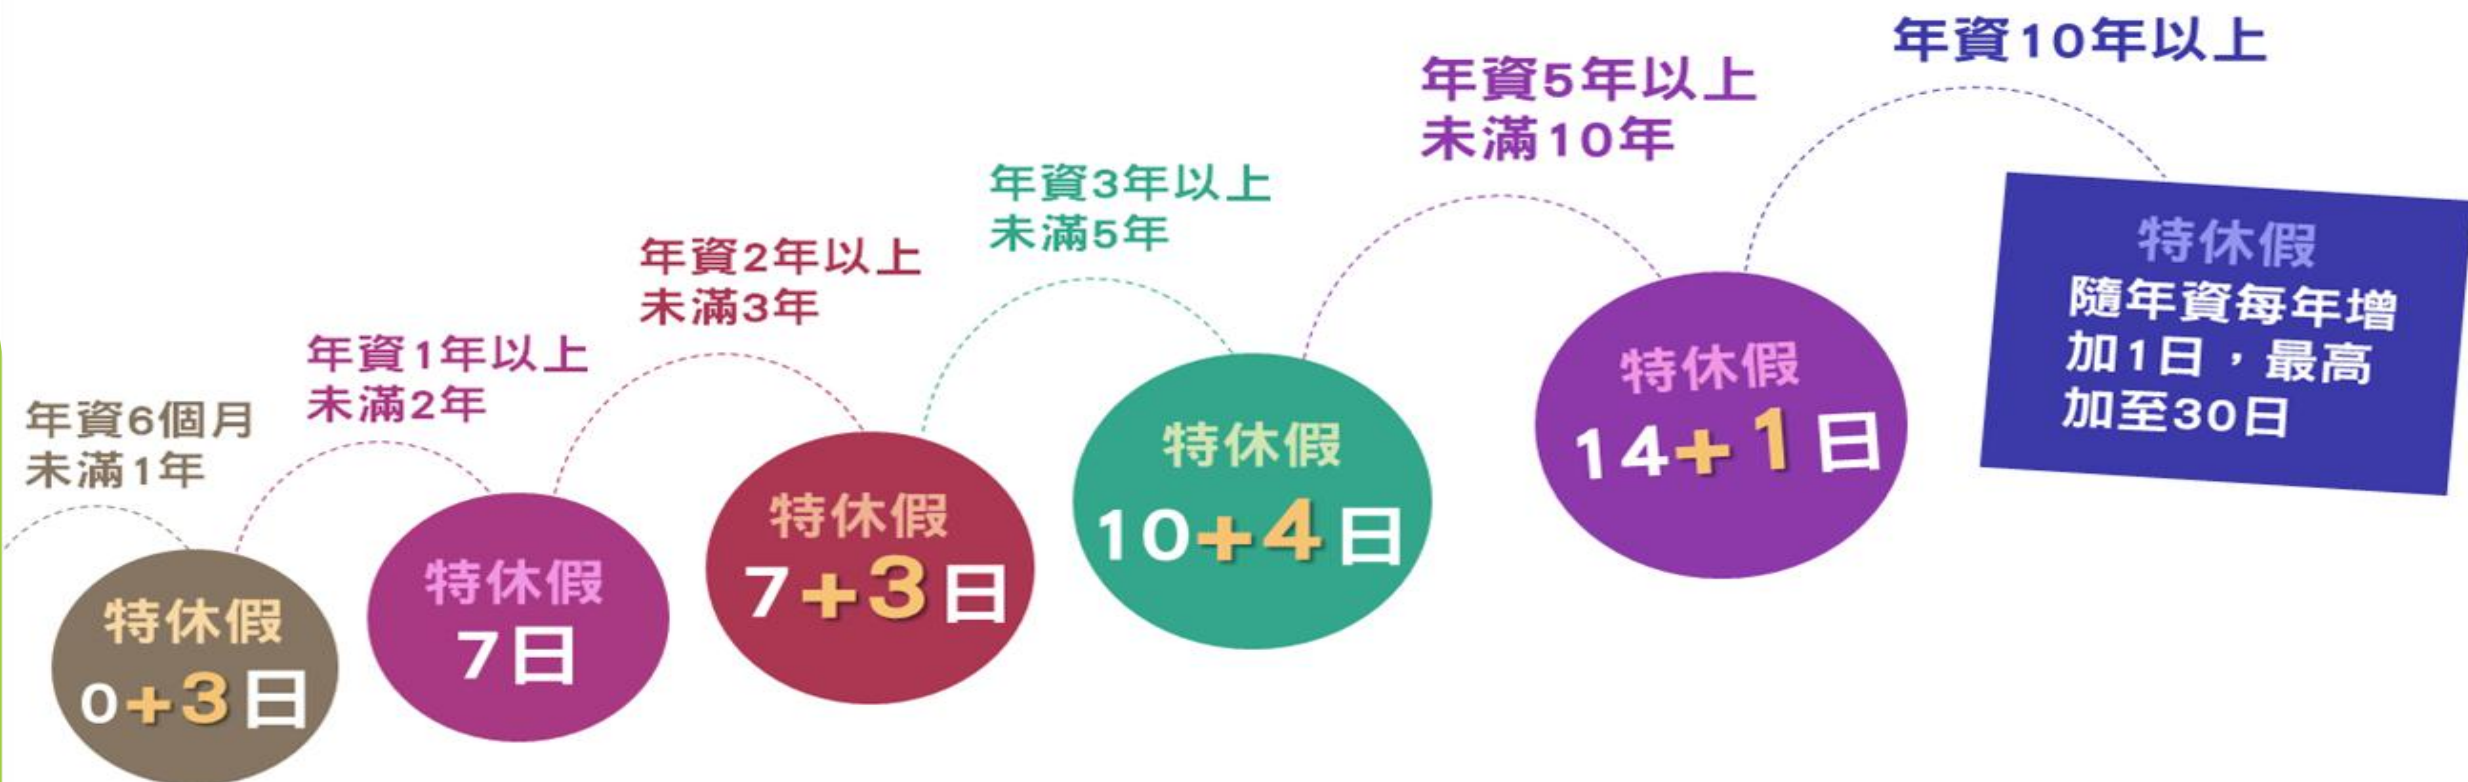 年資6個月
未滿1年
特休假
0+3日
年資1年以上
未滿2年
特休假
7日
年資2年以上
未滿3年
特休假
7+3日
年資3年以上
未滿5年
特休假
10+4日
年資5年以上
未滿10年
特休假
14+1日
年資10年以上
特休假
隨年資每年增
加1日，最高
加至30日